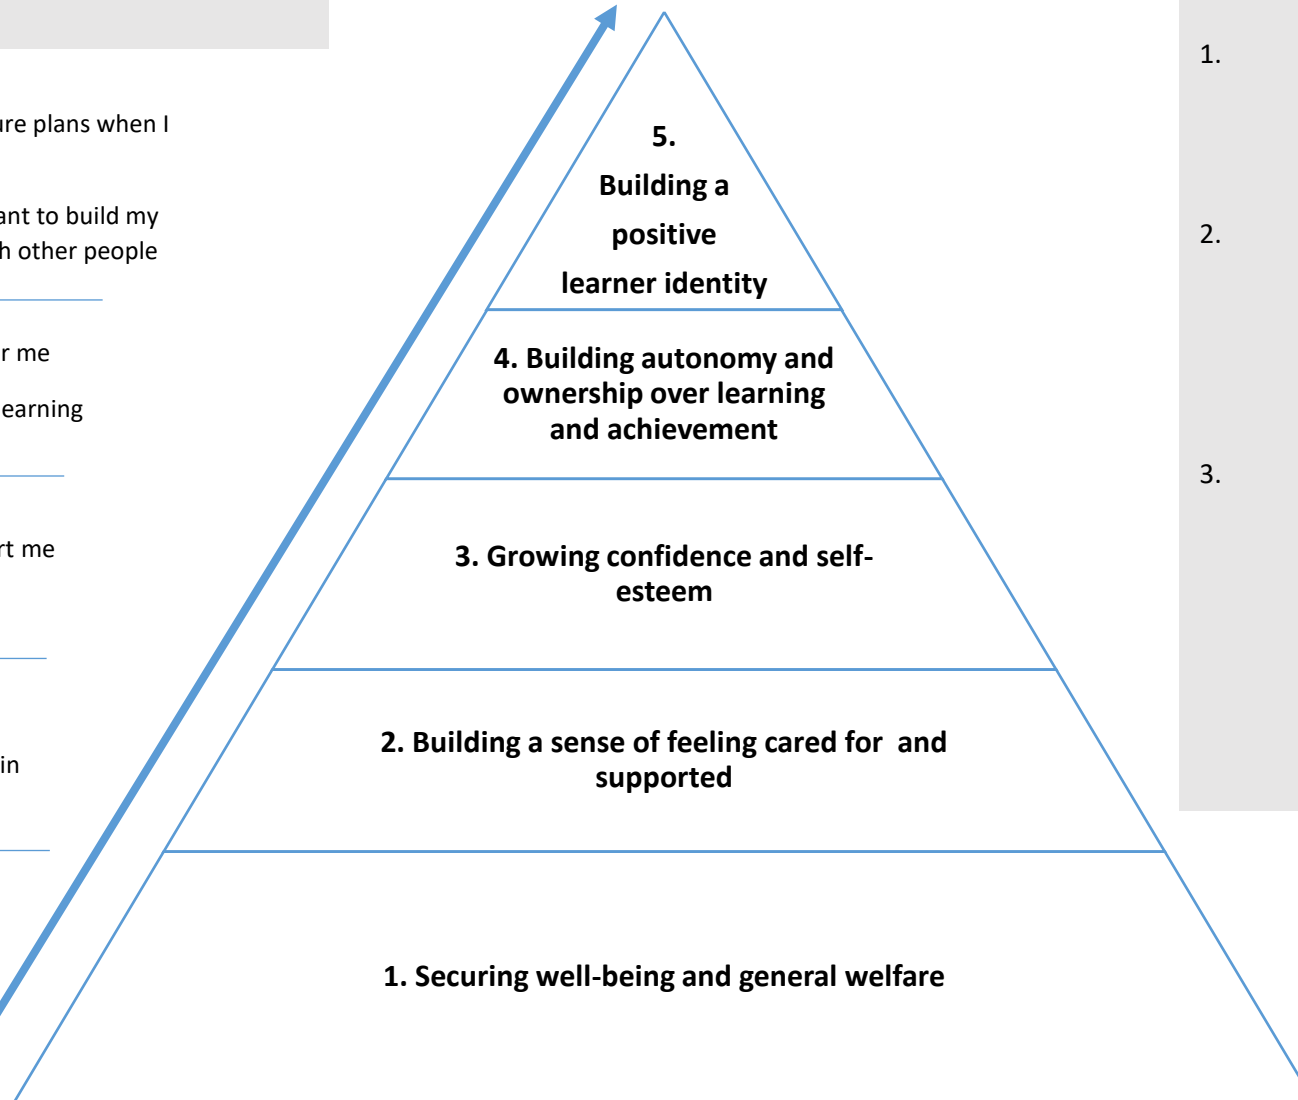 ure plans when I
ant to build my
h other people
r me
earning
rt me
in
5.
Building a
positive
learner identity
4. Building autonomy and
ownership over learning
and achievement
3. Growing confidence and self-
esteem
2. Building a sense of feeling cared for  and
supported
1. Securing well-being and general welfare
1.
2.
3.